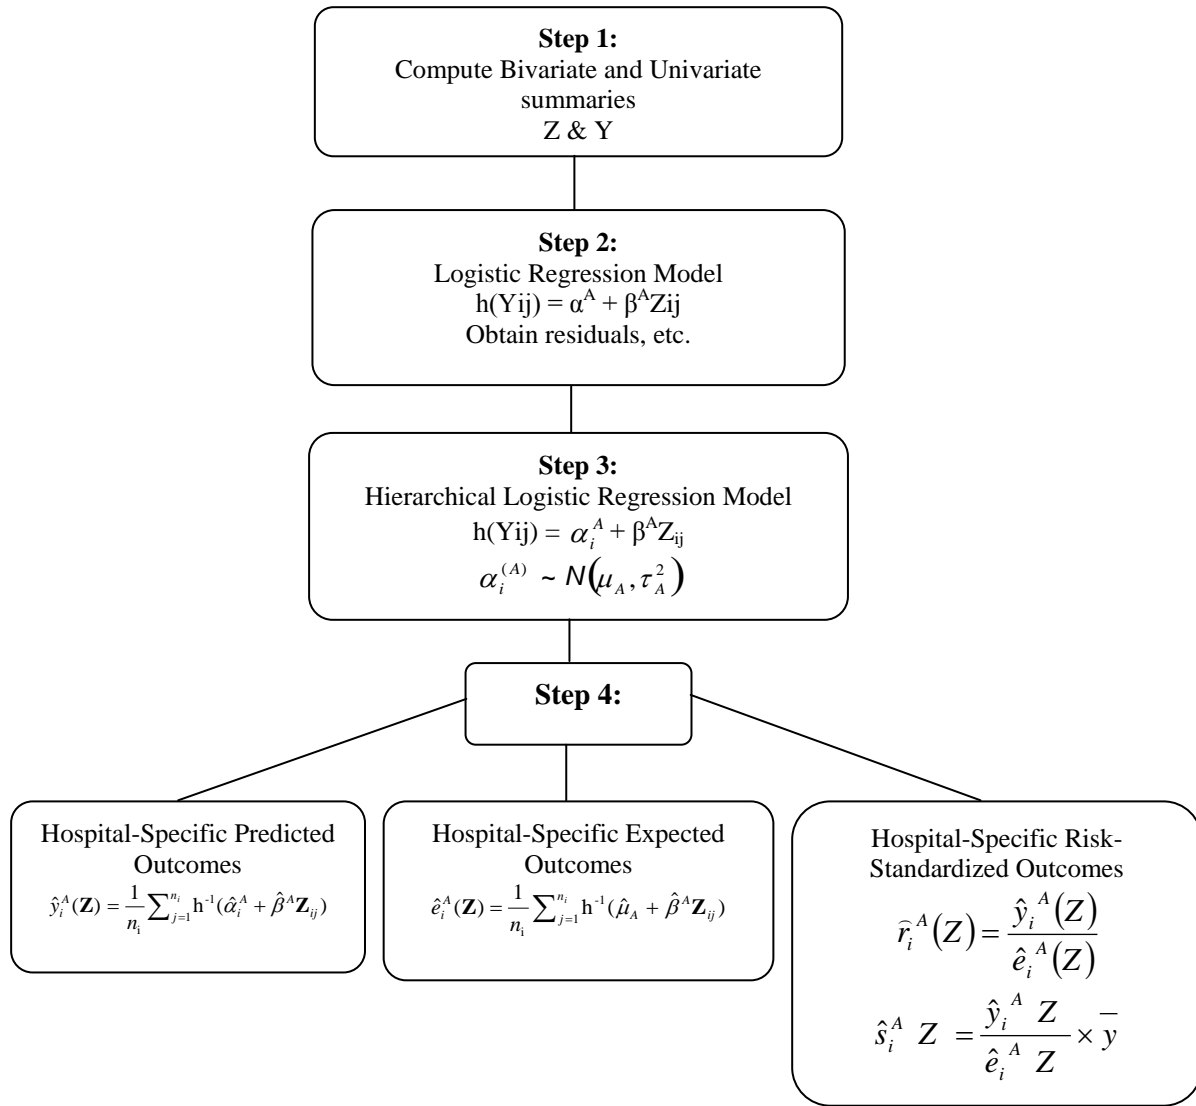 Step 1:
Compute Bivariate and Univariate
summaries
Z & Y
Step 2:
Logistic Regression Model
h(Yij) = α^A + β^A Zij
Obtain residuals, etc.
Step 3:
Hierarchical Logistic Regression Model
h(Yij) = α_i^A + β^A Z_ij
α_i^(A) ~ N(μ_A, τ_A^2)
Step 4:
Hospital-Specific Predicted
Outcomes
ŷ_i^A(Z) = 1/n_i ∑_{j=1}^{n_i} h^-1(α̂_i^A + β̂^A Z_ij)
Hospital-Specific Expected
Outcomes
ê_i^A(Z) = 1/n_i ∑_{j=1}^{n_i} h^-1(μ̂_A + β̂^A Z_ij)
Hospital-Specific Risk-
Standardized Outcomes
r̂_i^A(Z) = ŷ_i^A(Z) / ê_i^A(Z)
ŝ_i^A Z = ŷ_i^A Z / ê_i^A Z × ȳ